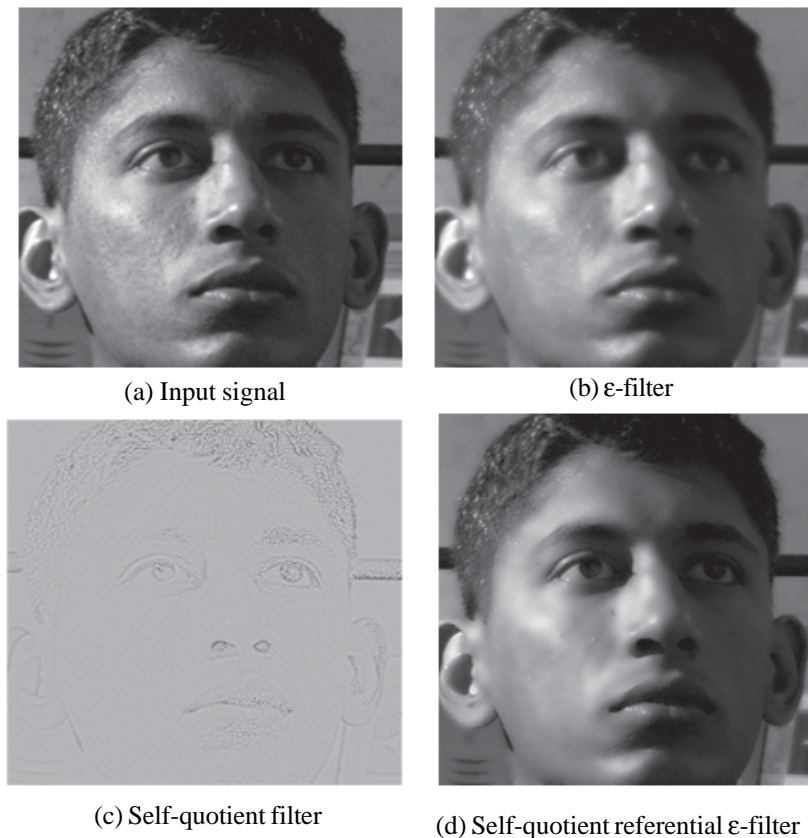 (a) Input signal
(b) ε-filter
(c) Self-quotient filter
(d) Self-quotient referential ε-filter